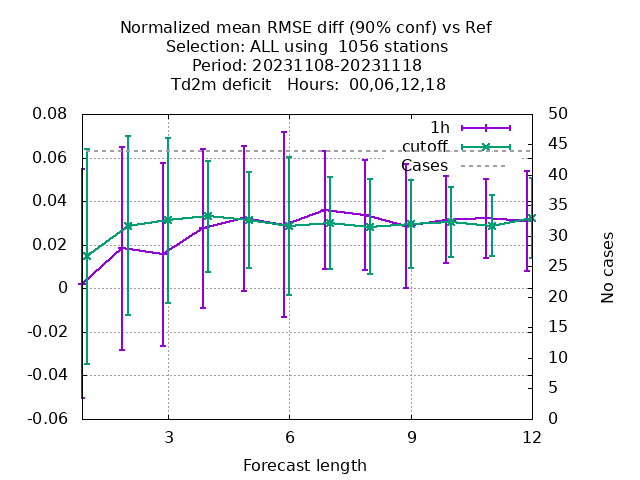 Normalized mean RMSE diff (90% conf) vs Ref
Selection: ALL using  1056 stations
Period: 20231108-20231118
Td2m deficit   Hours:  00,06,12,18
0.08
0.06
0.04
0.02
0
-0.02
-0.04
-0.06
1h
cutoff
Cases
50
45
40
35
30
25
20
15
10
5
0
No cases
3
6
9
12
Forecast length